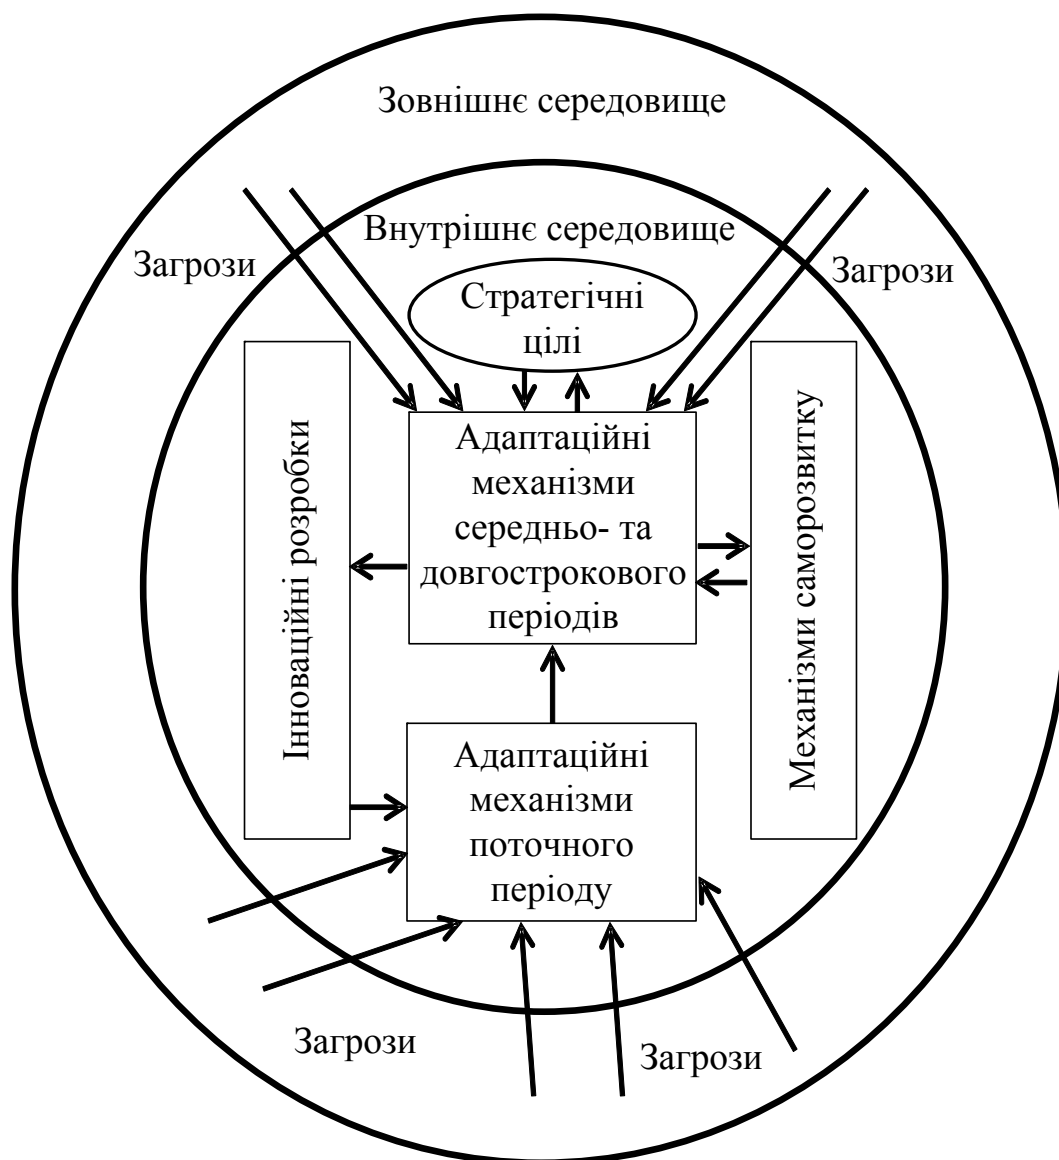 Зовнішнє середовище
Внутрішнє середовище
Загрози
Загрози
Стратегічні
цілі
Інноваційні розробки
Адаптаційні
механізми
середньо- та
довгострокового
періодів
Механізми саморозвитку
Адаптаційні
механізми
поточного
періоду
Загрози
Загрози